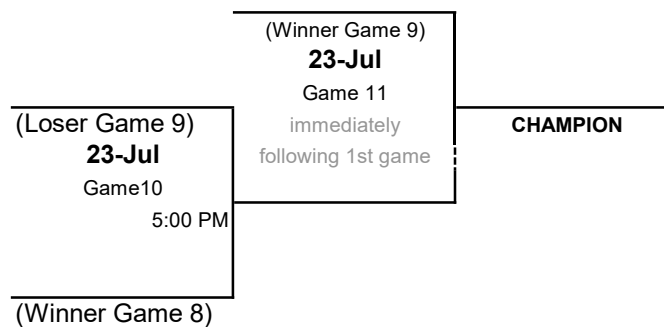 (Winner Game 9)
23-Jul
Game 11
immediately
following 1st game
CHAMPION
(Loser Game 9)
23-Jul
Game10
5:00 PM
(Winner Game 8)